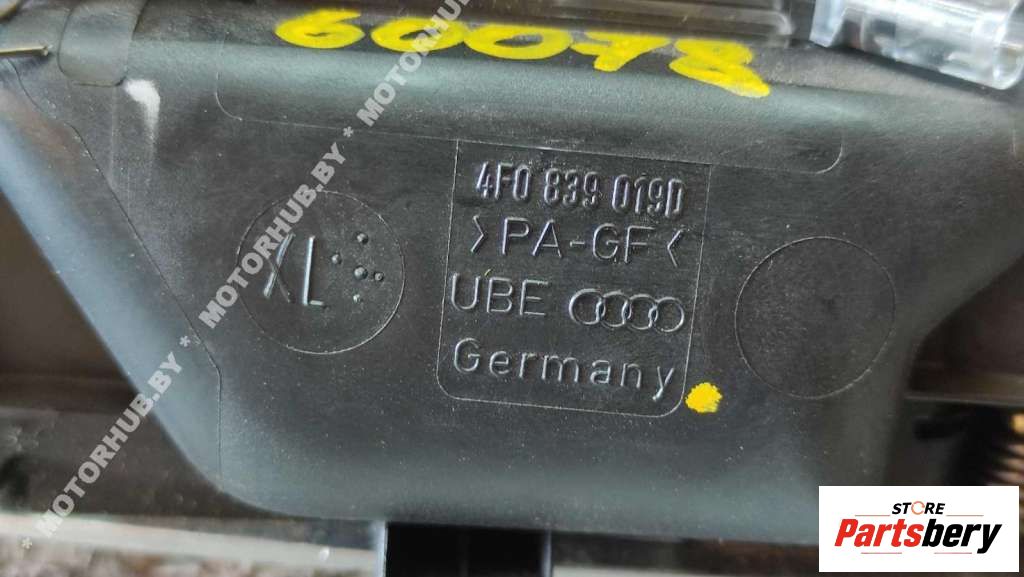 60078
4F0 839 019D
>PA-GF<
XL
UBE
Germany
* MOTORHUB.BY * MOTORHUB.BY * MOTORHUB.BY *
STORE
Partsbery